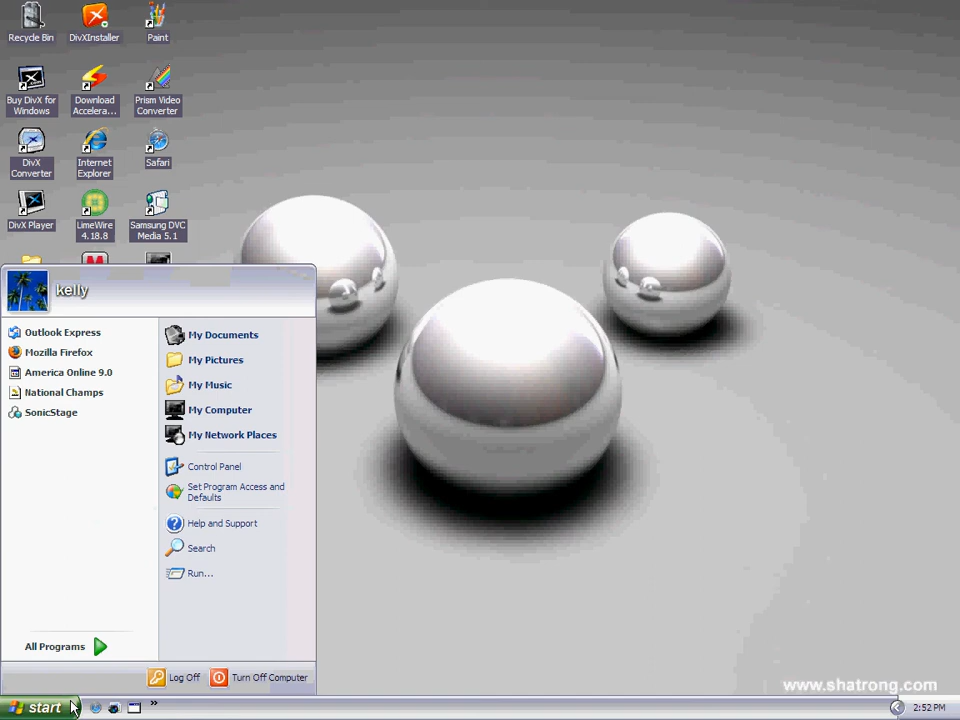 Recycle Bin
DivXInstaller
Paint
Buy DivX for
Windows
Download
Accelera...
Prism Video
Converter
DivX
Converter
Internet
Explorer
Safari
DivX Player
LimeWire
4.18.8
Samsung DVC
Media 5.1
kelly
Outlook Express
Mozilla Firefox
America Online 9.0
National Champs
SonicStage
All Programs
My Documents
My Pictures
My Music
My Computer
My Network Places
Control Panel
Set Program Access and
Defaults
Help and Support
Search
Run...
Log Off
Turn Off Computer
www.shatrong.com
start
2:52 PM